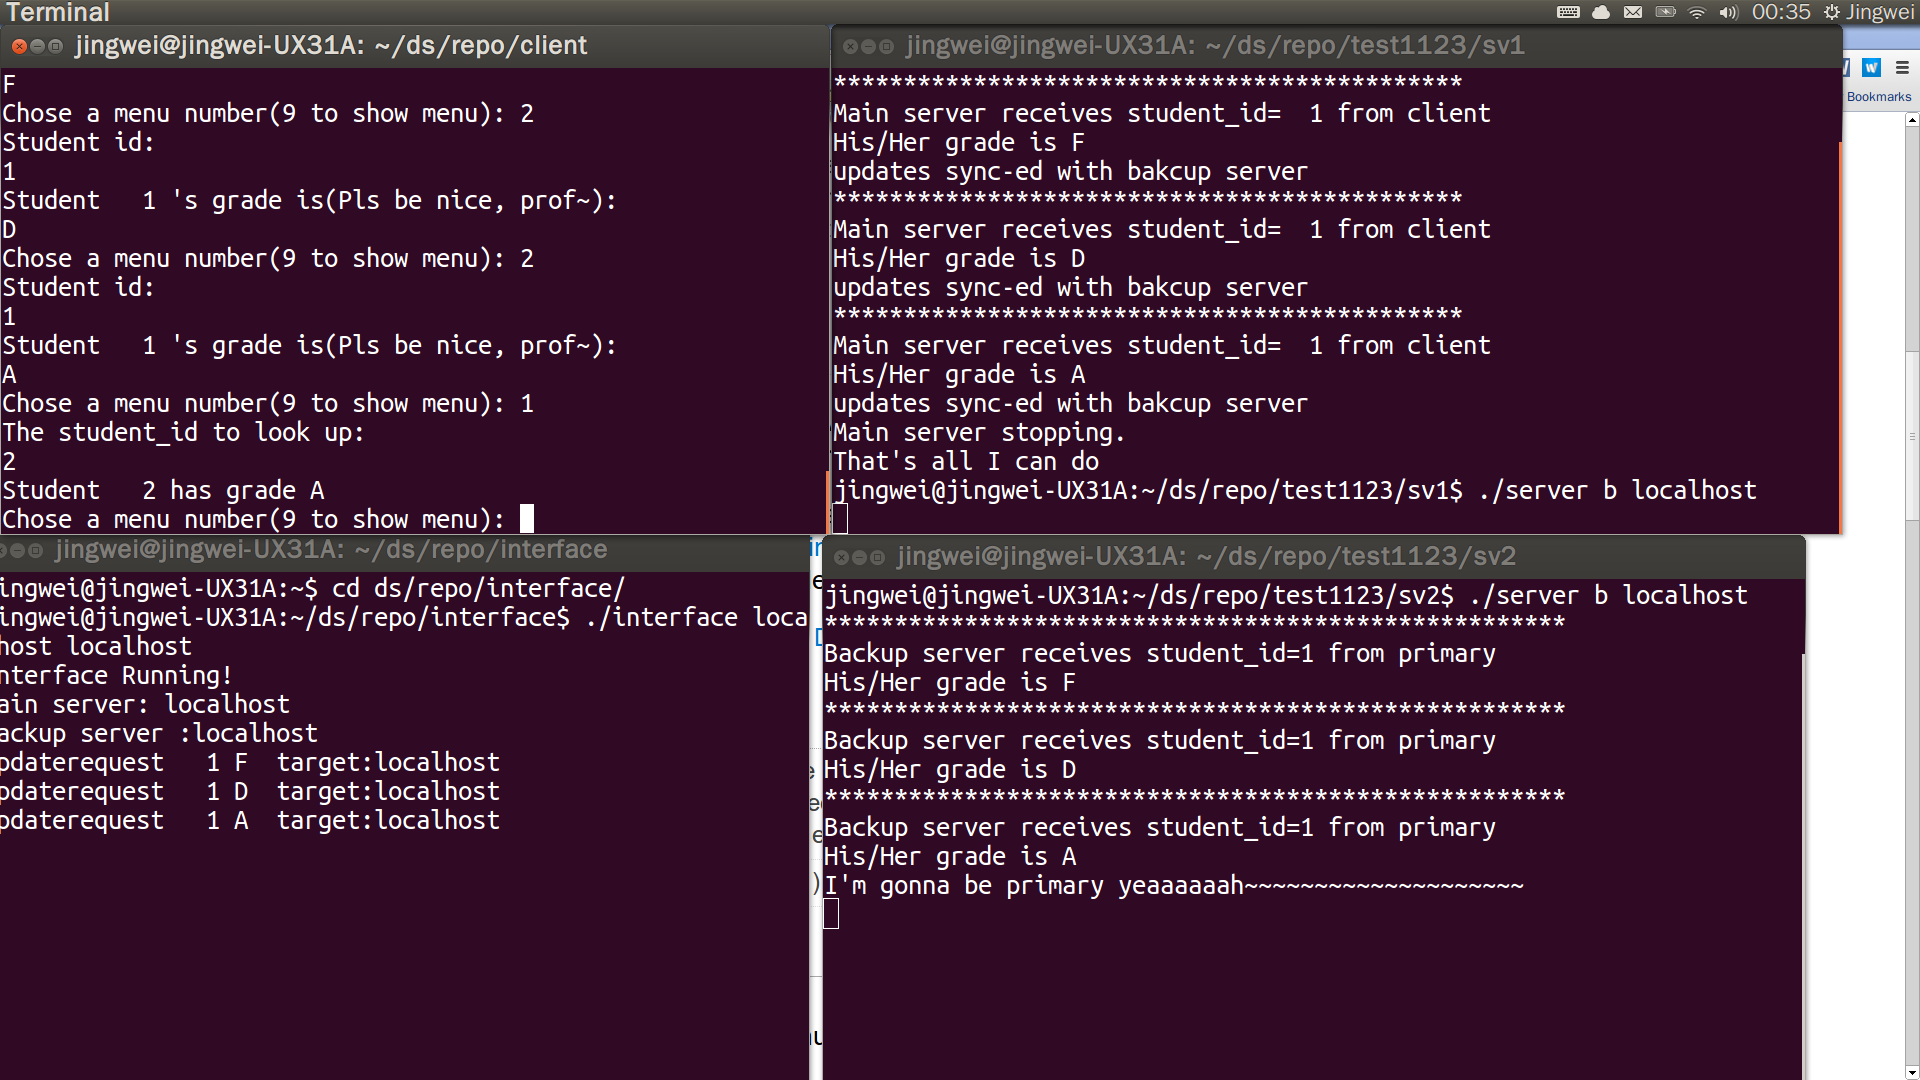 Terminal
00:35 Jingwei
jingwei@jingwei-UX31A: ~/ds/repo/client
F
Chose a menu number(9 to show menu): 2
Student id:
1
Student   1 's grade is(Pls be nice, prof~):
D
Chose a menu number(9 to show menu): 2
Student id:
1
Student   1 's grade is(Pls be nice, prof~):
A
Chose a menu number(9 to show menu): 1
The student_id to look up:
2
Student   2 has grade A
Chose a menu number(9 to show menu):
jingwei@jingwei-UX31A: ~/ds/repo/test1123/sv1
*********************************************
Main server receives student_id=  1 from client
His/Her grade is F
updates sync-ed with bakcup server
*********************************************
Main server receives student_id=  1 from client
His/Her grade is D
updates sync-ed with bakcup server
*********************************************
Main server receives student_id=  1 from client
His/Her grade is A
updates sync-ed with bakcup server
Main server stopping.
That's all I can do
jingwei@jingwei-UX31A:~/ds/repo/test1123/sv1$ ./server b localhost
Bookmarks
jingwei@jingwei-UX31A: ~/ds/repo/interface
ingwei@jingwei-UX31A:~$ cd ds/repo/interface/
ingwei@jingwei-UX31A:~/ds/repo/interface$ ./interface loca
host localhost
nterface Running!
ain server: localhost
ackup server :localhost
pdaterequest   1 F  target:localhost
pdaterequest   1 D  target:localhost
pdaterequest   1 A  target:localhost
jingwei@jingwei-UX31A: ~/ds/repo/test1123/sv2
jingwei@jingwei-UX31A:~/ds/repo/test1123/sv2$ ./server b localhost
*****************************************************
Backup server receives student_id=1 from primary
His/Her grade is F
*****************************************************
Backup server receives student_id=1 from primary
His/Her grade is D
*****************************************************
Backup server receives student_id=1 from primary
His/Her grade is A
I'm gonna be primary yeaaaaaah~~~~~~~~~~~~~~~~~~~~